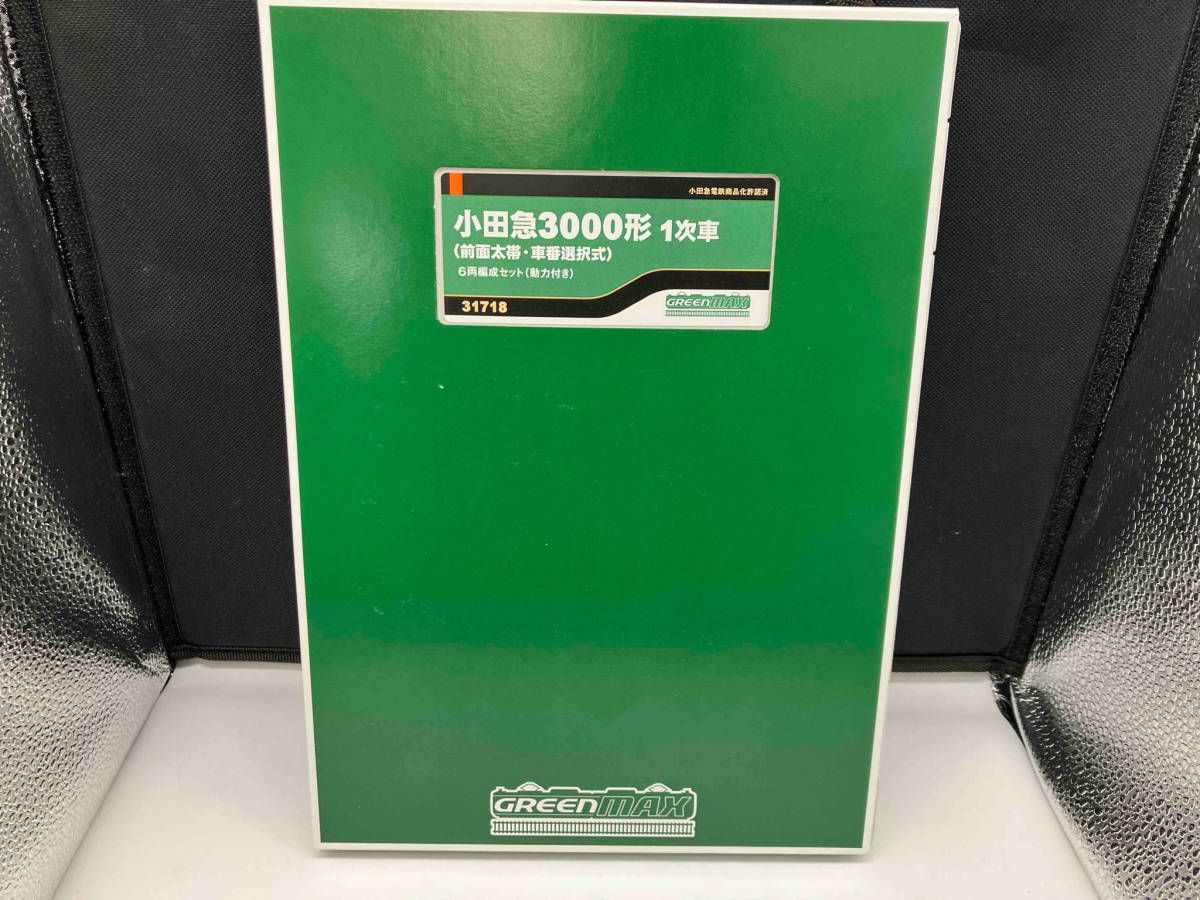 小田急電鉄商品化許諾済
小田急3000形 1次車
(前面太帯・車番選択式)
6両編成セット(動力付き)
31718
GREENMAX
GREENMAX